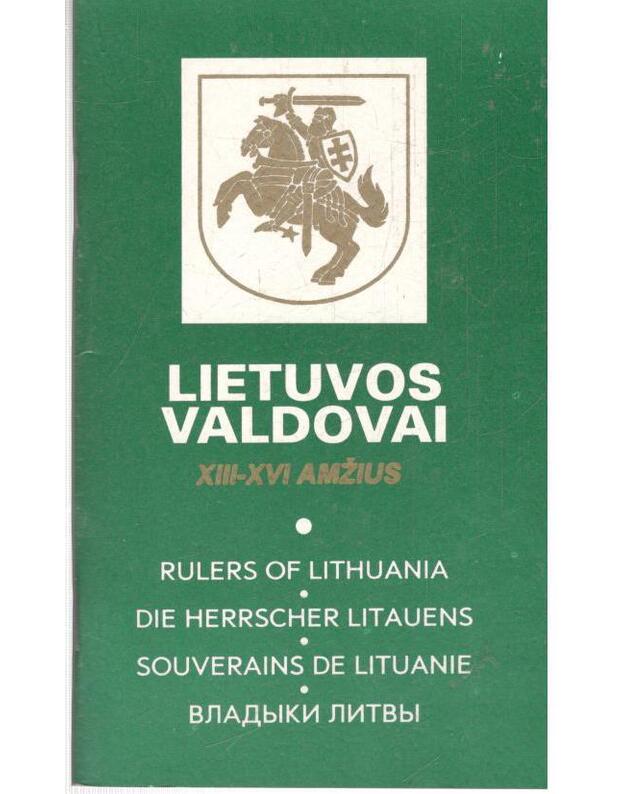 LIETUVOS
VALDOVAI
XIII-XVI AMŽIUS
RULERS OF LITHUANIA
DIE HERRSCHER LITAUENS
SOUVERAINS DE LITUANIE
ВЛАДЫКИ ЛИТВЫ